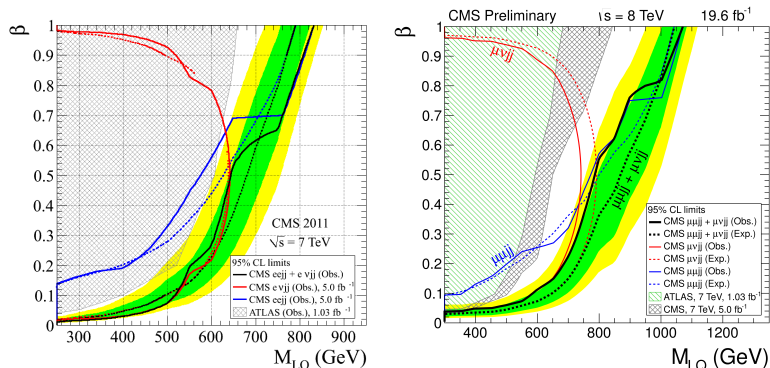 β
1
0.9
0.8
0.7
0.6
0.5
0.4
0.3
0.2
0.1
0
CMS 2011
√s = 7 TeV
95% CL limits
CMS eejj + e νjj (Obs.)
CMS e νjj (Obs.), 5.0 fb⁻¹
CMS eejj (Obs.), 5.0 fb⁻¹
ATLAS (Obs.), 1.03 fb⁻¹
300 400 500 600 700 800 900
M_LQ (GeV)
CMS Preliminary √s = 8 TeV 19.6 fb⁻¹
β
1
0.9
0.8
0.7
0.6
0.5
0.4
0.3
0.2
0.1
0
μνjj
μμjj + μνjj
μμjj
95% CL limits
CMS μμjj + μνjj (Obs.)
CMS μμjj + μνjj (Exp.)
CMS μνjj (Obs.)
CMS μνjj (Exp.)
CMS μμjj (Obs.)
CMS μμjj (Exp.)
ATLAS, 7 TeV, 1.03 fb⁻¹
CMS, 7 TeV, 5.0 fb⁻¹
400 600 800 1000 1200
M_LQ (GeV)